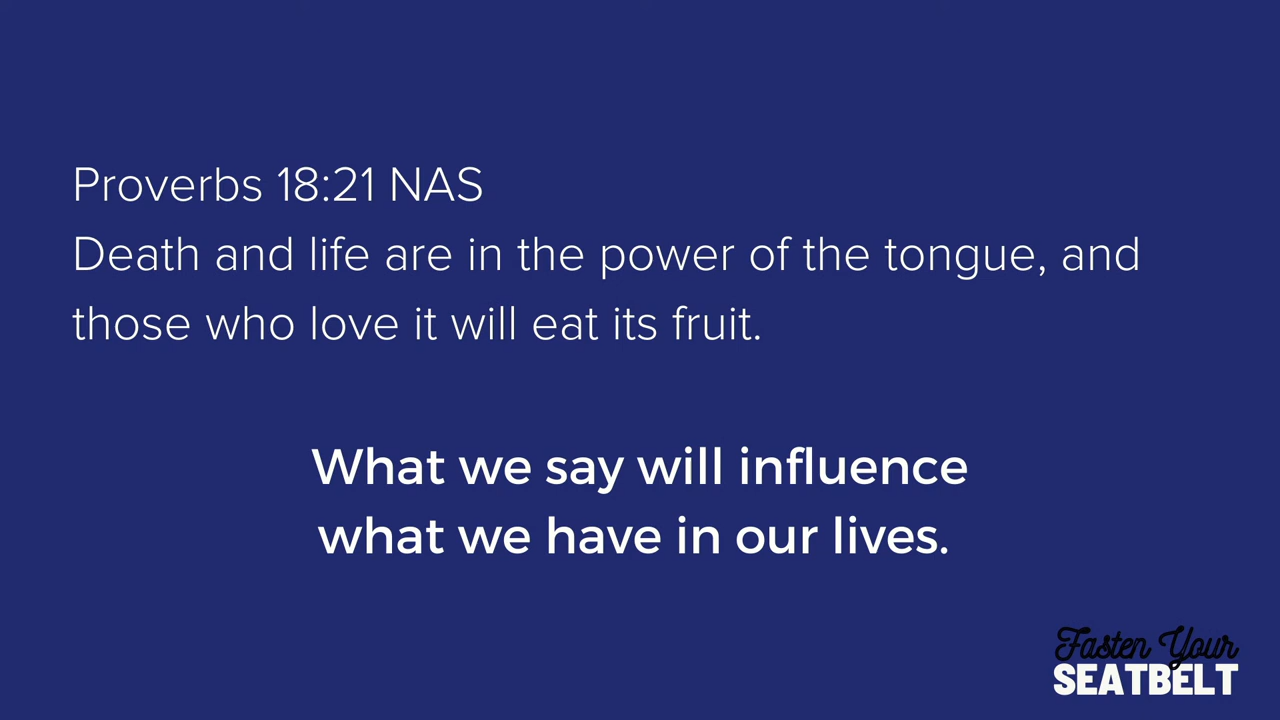 Proverbs 18:21 NAS
Death and life are in the power of the tongue, and
those who love it will eat its fruit.
What we say will influence
what we have in our lives.
Fasten Your
SEATBELT